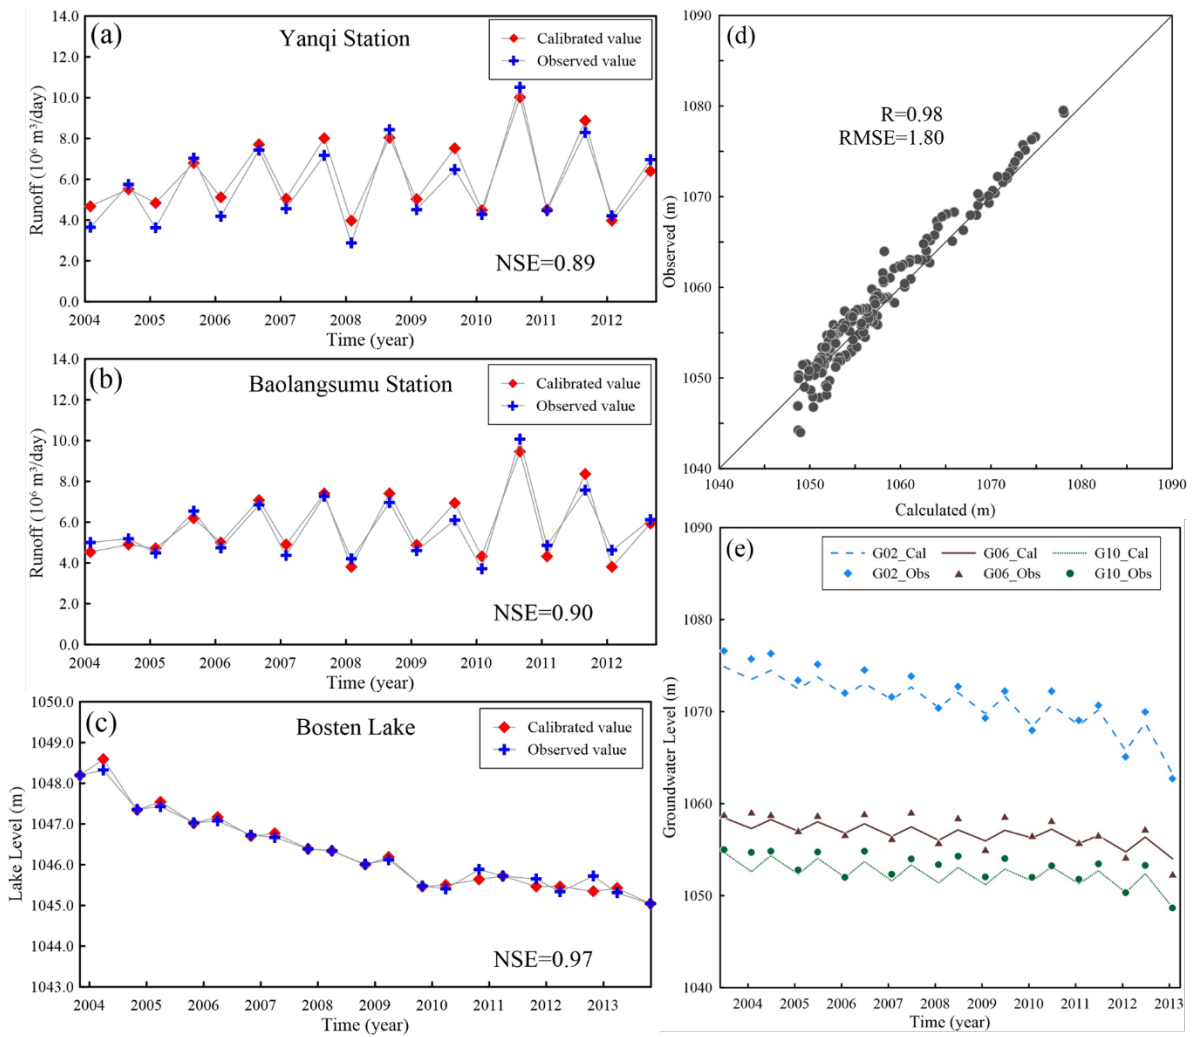 (a)
Yanqi Station
Calibrated value
Observed value
Runoff (10⁶ m³/day)
14.0
12.0
10.0
8.0
6.0
4.0
2.0
0.0
NSE=0.89
2004 2005 2006 2007 2008 2009 2010 2011 2012
Time (year)
(b)
Baolangsumu Station
Calibrated value
Observed value
Runoff (10⁶ m³/day)
14.0
12.0
10.0
8.0
6.0
4.0
2.0
0.0
NSE=0.90
2004 2005 2006 2007 2008 2009 2010 2011 2012
Time (year)
(c)
Bosten Lake
Calibrated value
Observed value
Lake Level (m)
1050.0
1049.0
1048.0
1047.0
1046.0
1045.0
1044.0
1043.0
NSE=0.97
2004 2005 2006 2007 2008 2009 2010 2011 2012 2013
Time (year)
(d)
R=0.98
RMSE=1.80
Observed (m)
1090
1080
1070
1060
1050
1040
1040 1050 1060 1070 1080 1090
Calculated (m)
(e)
G02_Cal G06_Cal G10_Cal
G02_Obs G06_Obs G10_Obs
Groundwater Level (m)
1090
1080
1070
1060
1050
1040
2004 2005 2006 2007 2008 2009 2010 2011 2012 2013
Time (year)